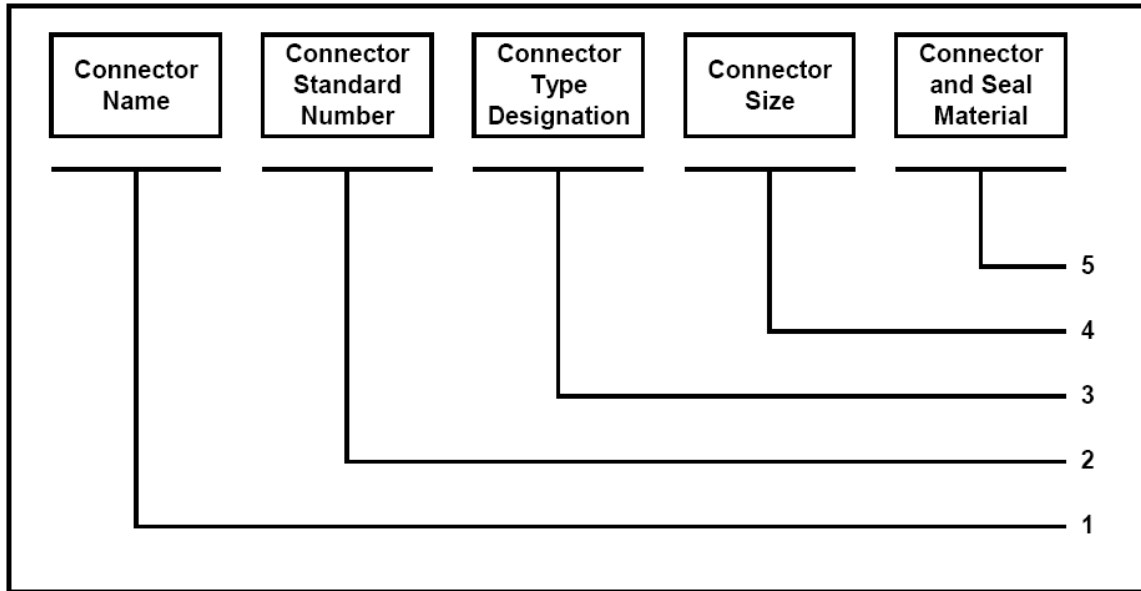 Connector
Name
Connector
Standard
Number
Connector
Type
Designation
Connector
Size
Connector
and Seal
Material
5
4
3
2
1